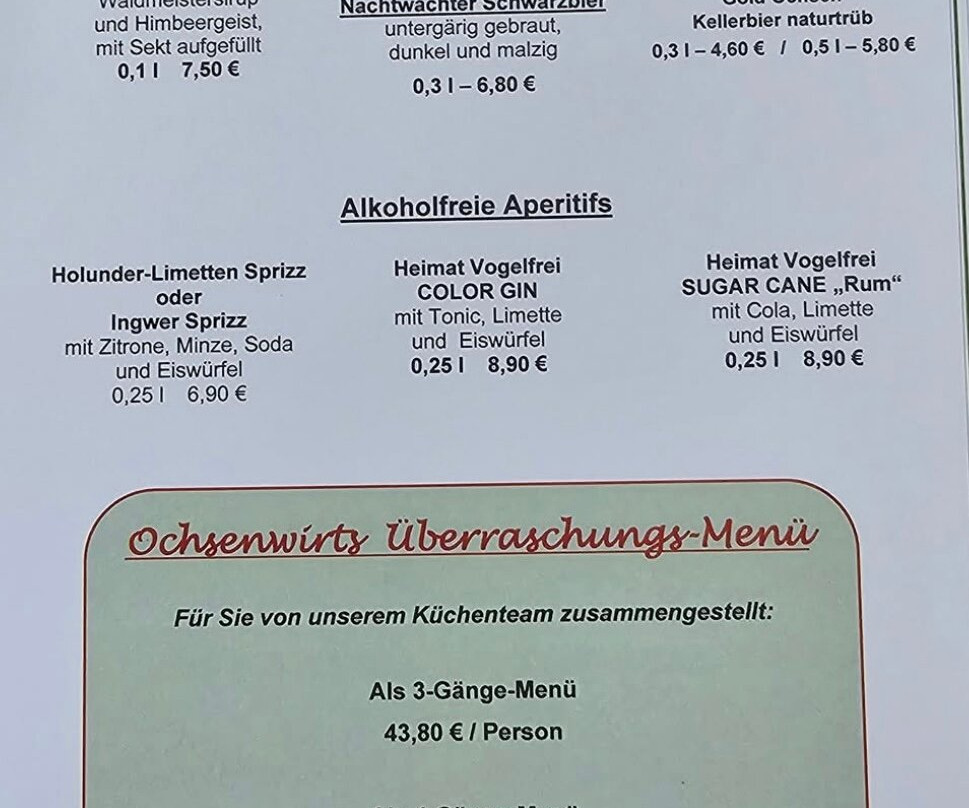 und Himbeergeist,
mit Sekt aufgefüllt
0,1 l 7,50 €
Nachtwächter Schwarzbier
untergärig gebraut,
dunkel und malzig
0,3 l – 6,80 €
Kellerbier naturtrüb
0,3 l – 4,60 € / 0,5 l – 5,80 €
Alkoholfreie Aperitifs
Holunder-Limetten Sprizz
oder
Ingwer Sprizz
mit Zitrone, Minze, Soda
und Eiswürfel
0,25 l 6,90 €
Heimat Vogelfrei
COLOR GIN
mit Tonic, Limette
und Eiswürfel
0,25 l 8,90 €
Heimat Vogelfrei
SUGAR CANE „Rum“
mit Cola, Limette
und Eiswürfel
0,25 l 8,90 €
Ochsenwirts Überraschungs-Menü
Für Sie von unserem Küchenteam zusammengestellt:
Als 3-Gänge-Menü
43,80 € / Person